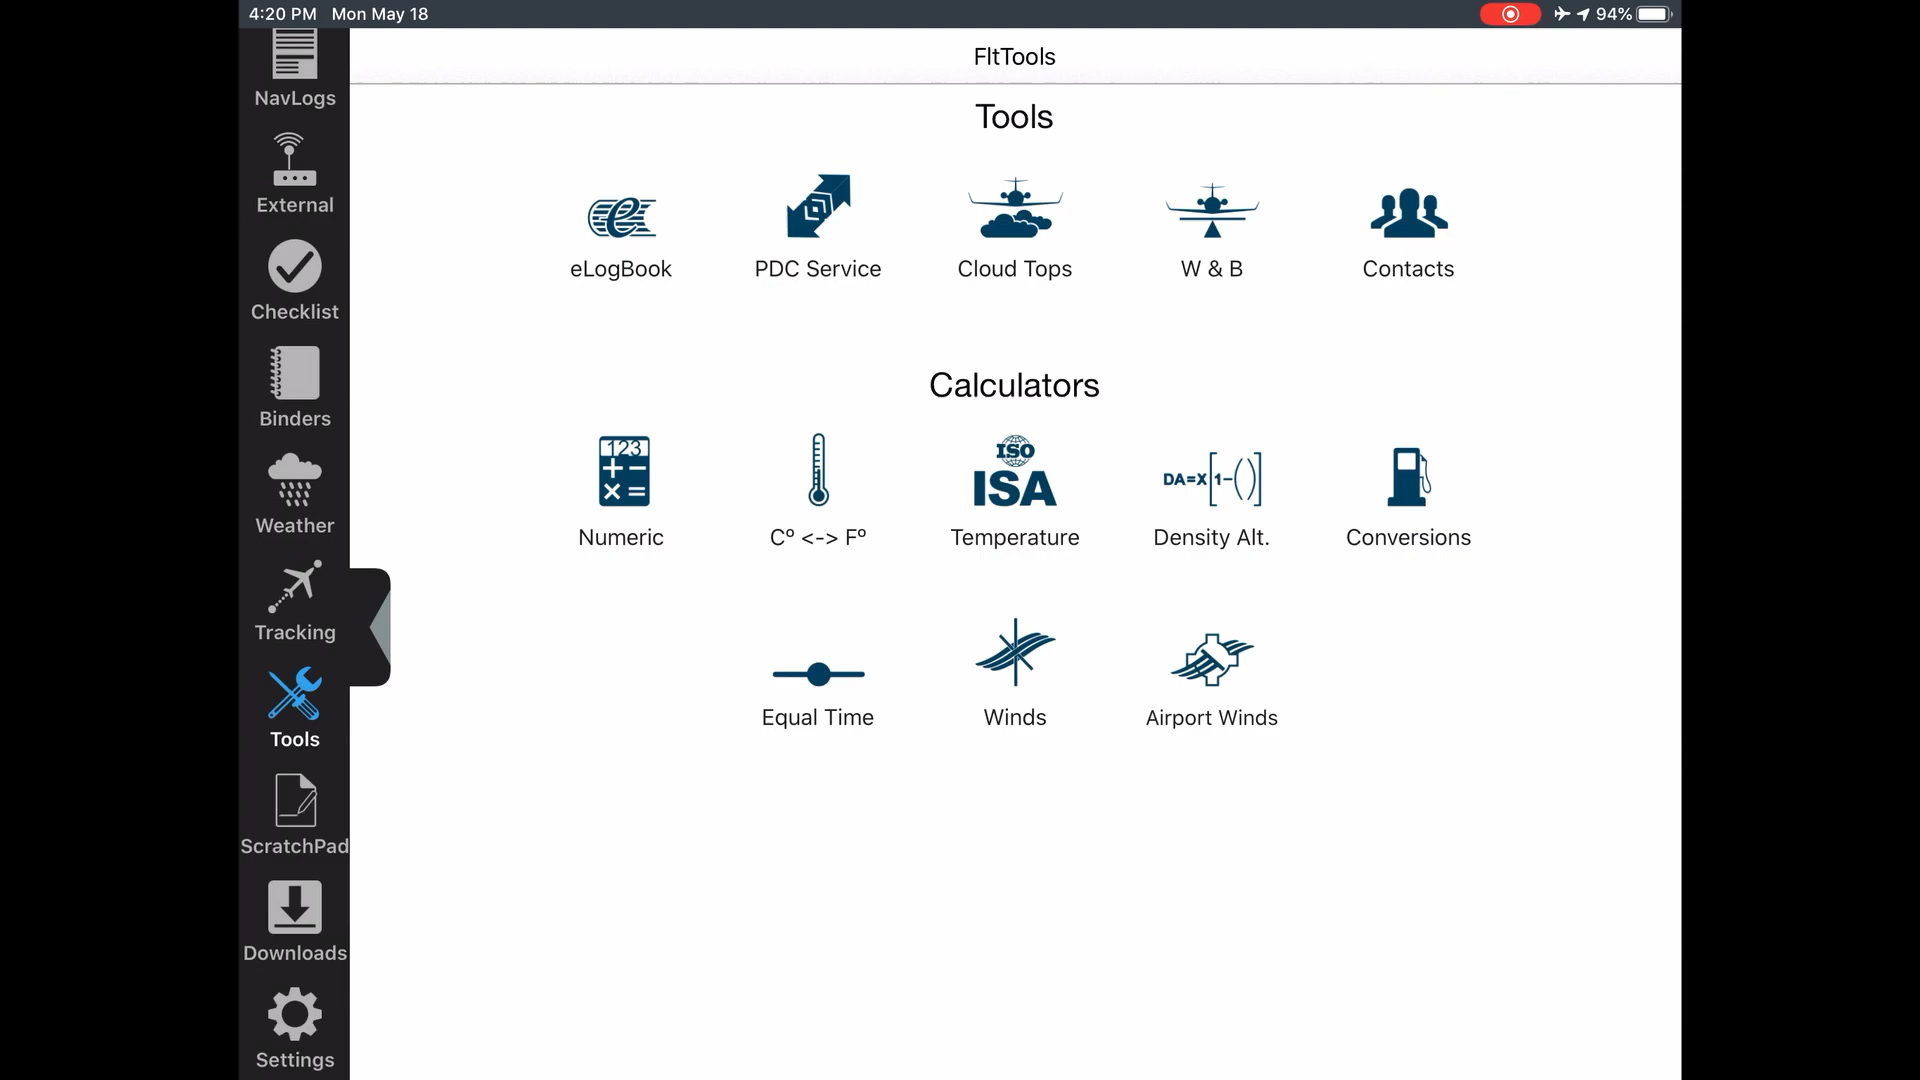 4:20 PM Mon May 18
94%
FltTools
NavLogs
External
Checklist
Binders
Weather
Tracking
Tools
ScratchPad
Downloads
Settings
Tools
e
eLogBook
PDC Service
Cloud Tops
W & B
Contacts
Calculators
123
+ −
× =
Numeric
Cº <-> Fº
ISO
ISA
Temperature
DA=X[1-()]
Density Alt.
Conversions
Equal Time
Winds
Airport Winds